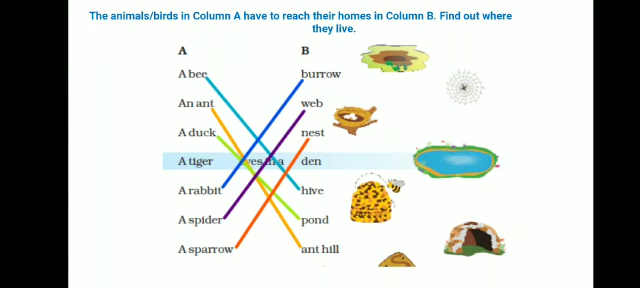 The animals/birds in Column A have to reach their homes in Column B. Find out where
they live.
A B
A bee burrow
An ant web
A duck nest
A tiger in a den
A rabbit hive
A spider pond
A sparrow ant hill